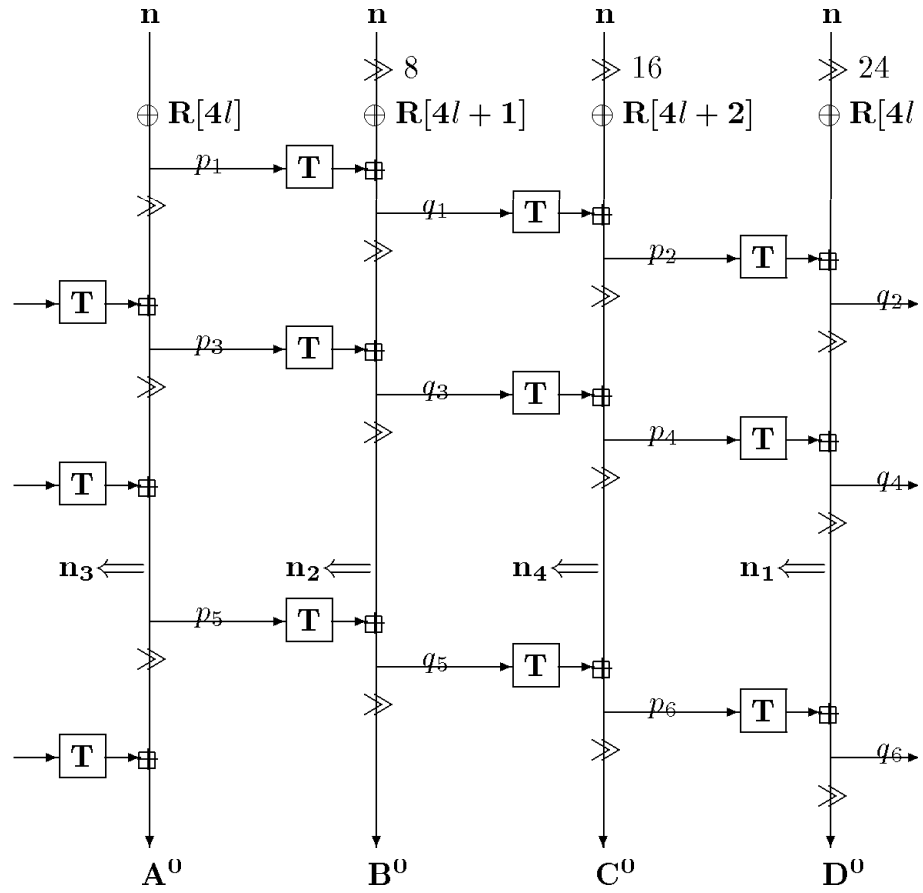 n n n n
≫ 8 ≫ 16 ≫ 24
⊕ R[4l] ⊕ R[4l + 1] ⊕ R[4l + 2] ⊕ R[4l
p₁ T
q₁ T
p₂ T
T q₂
p₃ T
q₃ T
p₄ T
T q₄
n₃ ⇐ n₂ ⇐ n₄ ⇐ n₁ ⇐
p₅ T
q₅ T
p₆ T
T q₆
A⁰ B⁰ C⁰ D⁰